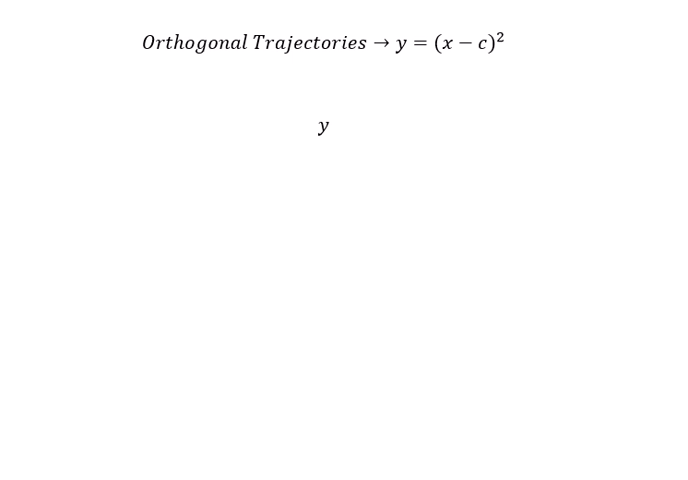 Orthogonal Trajectories → y = (x − c)²
y